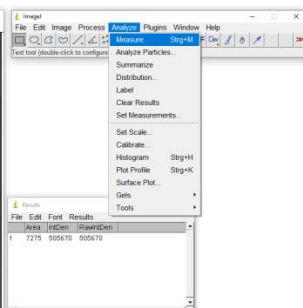 ImageJ
File Edit Image Process Analyze Plugins Window Help
Text tool (double-click to configure
Measure Strg+M
Analyze Particles...
Summarize
Distribution...
Label
Clear Results
Set Measurements...
Set Scale...
Calibrate...
Histogram Strg+H
Plot Profile Strg+K
Surface Plot...
Gels
Tools
Results
File Edit Font Results
Area IntDen RawIntDen
1 7275 505670 505670